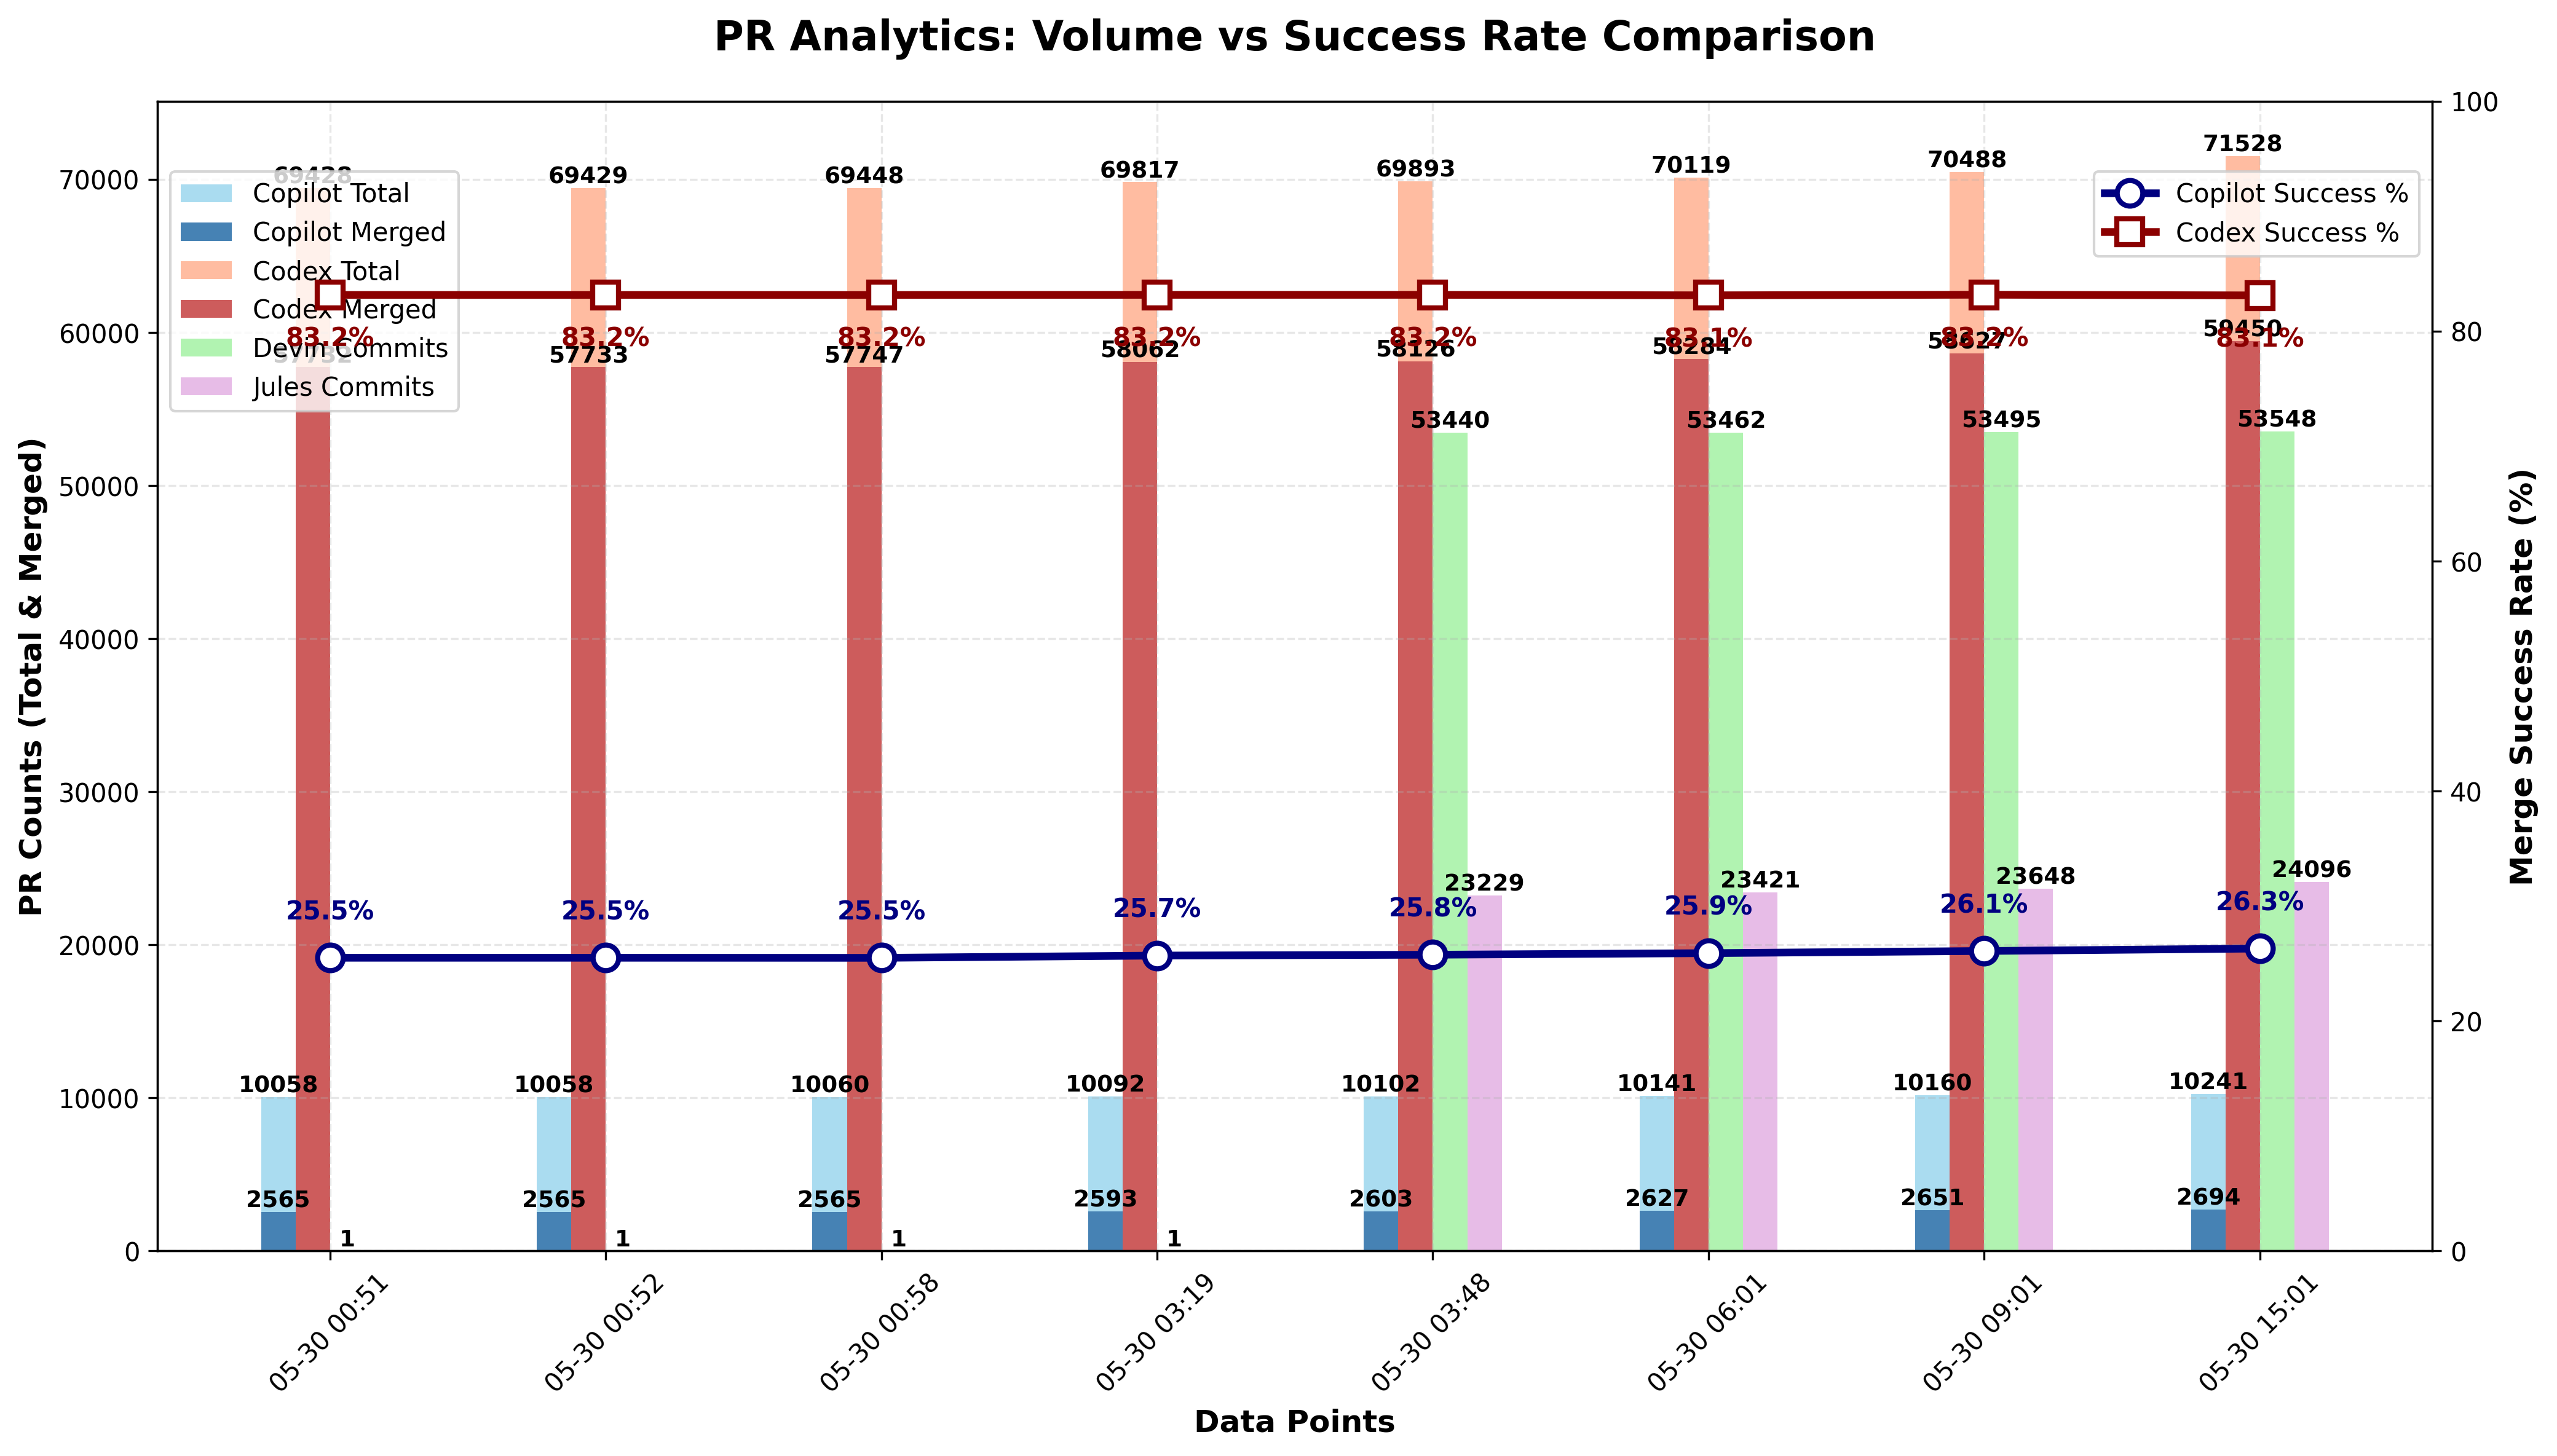 PR Analytics: Volume vs Success Rate Comparison
PR Counts (Total & Merged)
70000
60000
50000
40000
30000
20000
10000
0
Merge Success Rate (%)
100
80
60
40
20
0
Copilot Total
Copilot Merged
Codex Total
Codex Merged
Devin Commits
Jules Commits
Copilot Success %
Codex Success %
69428 69429 69448 69817 69893 70119 70488 71528
83.2% 83.2% 83.2% 83.2% 83.2% 83.1% 83.2% 83.1%
57732 57733 57747 58062 58126 58284 58627 59450
53440 53462 53495 53548
23229 23421 23648 24096
25.5% 25.5% 25.5% 25.7% 25.8% 25.9% 26.1% 26.3%
10058 10058 10060 10092 10102 10141 10160 10241
2565 2565 2565 2593 2603 2627 2651 2694
1 1 1 1
05-30 00:51
05-30 00:52
05-30 00:58
05-30 03:19
05-30 03:48
05-30 06:01
05-30 09:01
05-30 15:01
Data Points